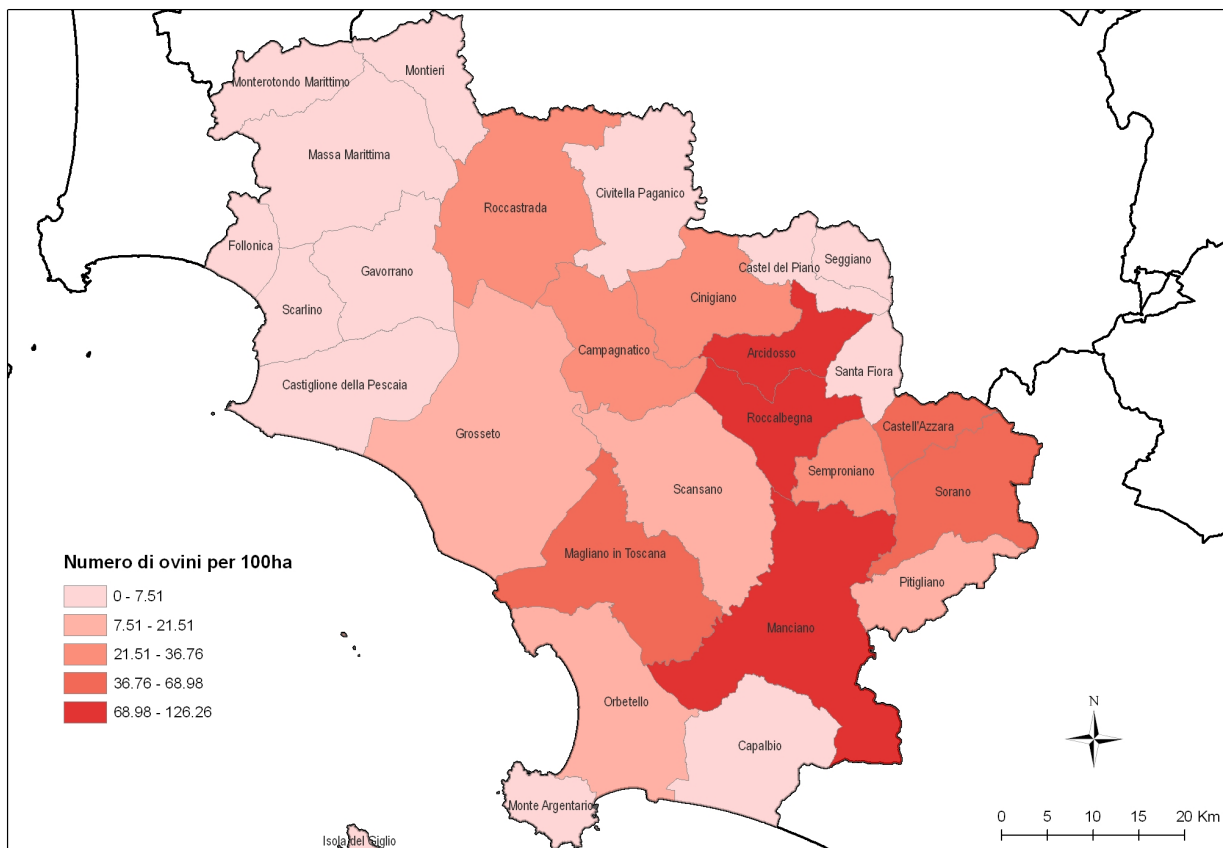 Montieri
Monterotondo Marittimo
Massa Marittima
Civitella Paganico
Roccastrada
Follonica
Gavorrano
Castel del Piano
Seggiano
Scarlino
Cinigiano
Campagnatico
Arcidosso
Santa Fiora
Castiglione della Pescaia
Roccalbegna
Castell'Azzara
Grosseto
Semproniano
Scansano
Sorano
Magliano in Toscana
Pitigliano
Manciano
Orbetello
Capalbio
Monte Argentario
Isola del Giglio
Numero di ovini per 100ha
0 - 7.51
7.51 - 21.51
21.51 - 36.76
36.76 - 68.98
68.98 - 126.26
N
0 5 10 15 20 Km